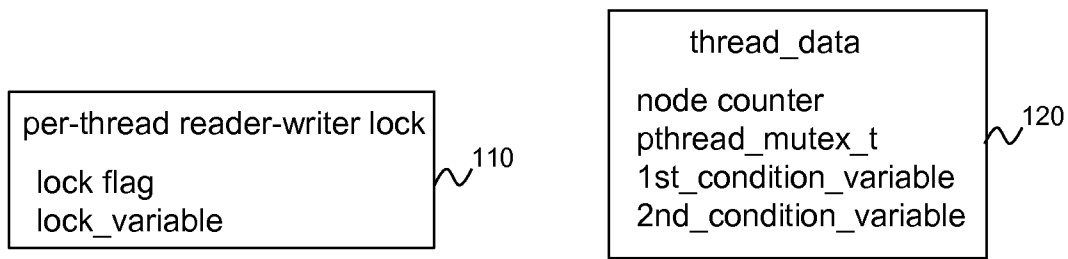 per-thread reader-writer lock
lock flag
lock_variable
110
thread_data
node counter
pthread_mutex_t
1st_condition_variable
2nd_condition_variable
120